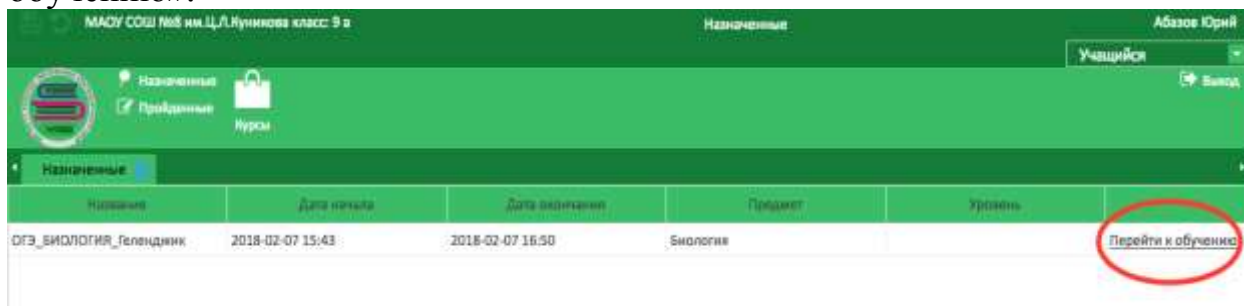 обучению».
МАОУ СОШ №8 им.Ц.Л.Куникова класс: 9 а Назначенные Абазов Юрий
Учащийся
Назначенные
Выход
Пройденные
Курсы
Назначенные
Название Дата начала Дата окончания Предмет Уровень
ОГЭ_БИОЛОГИЯ_Геленджик 2018-02-07 15:43 2018-02-07 16:50 Биология Перейти к обучению